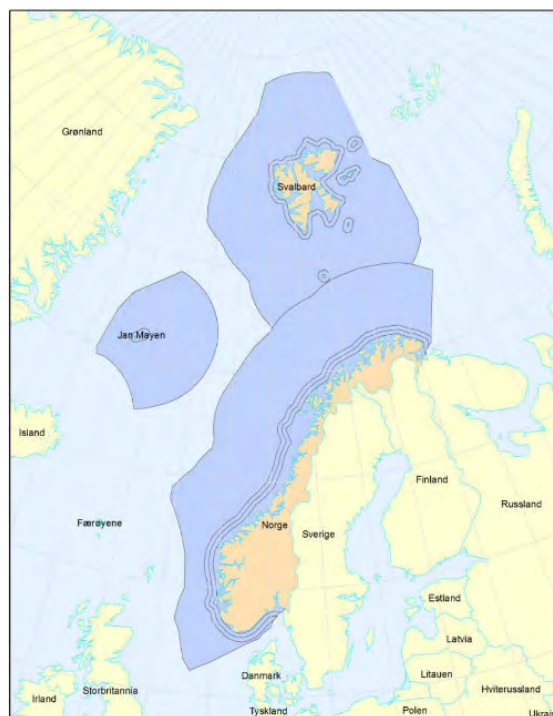 Grønland
Svalbard
Jan Mayen
Island
Finland
Russland
Færøyene
Norge
Sverige
Estland
Latvia
Danmark
Litauen
Irland
Storbritannia
Hviterussland
Tyskland
Polen
Ukrai